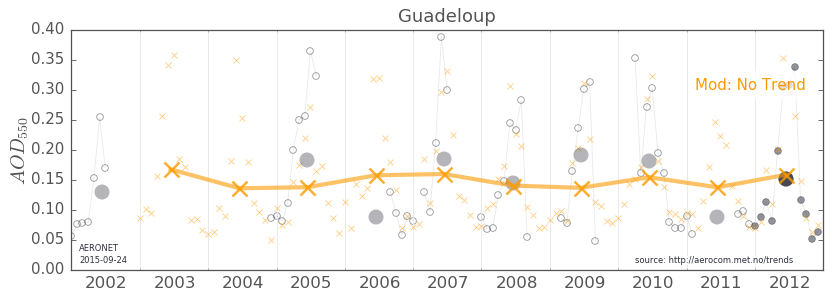 Guadeloup
0.40
0.35
0.30
0.25
0.20
0.15
0.10
0.05
0.00
AOD550
Mod: No Trend
AERONET
2015-09-24
source: http://aerocom.met.no/trends
2002 2003 2004 2005 2006 2007 2008 2009 2010 2011 2012